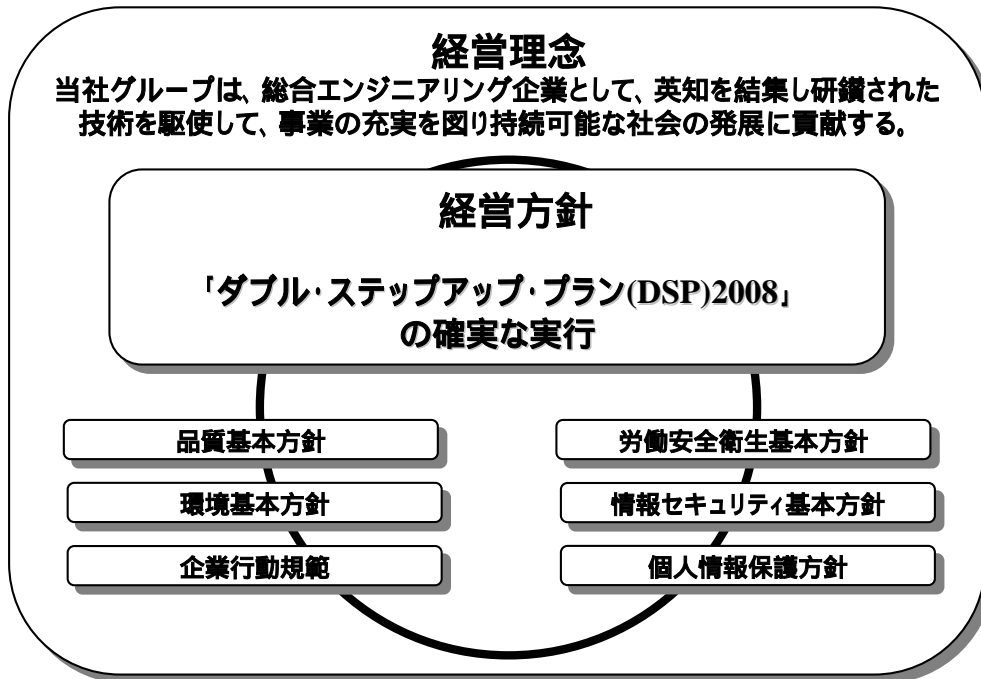 経営理念
当社グループは、総合エンジニアリング企業として、英知を結集し研鑽された
技術を駆使して、事業の充実を図り持続可能な社会の発展に貢献する。
経営方針
「ダブル・ステップアップ・プラン(DSP)2008」
の確実な実行
品質基本方針
環境基本方針
企業行動規範
労働安全衛生基本方針
情報セキュリティ基本方針
個人情報保護方針